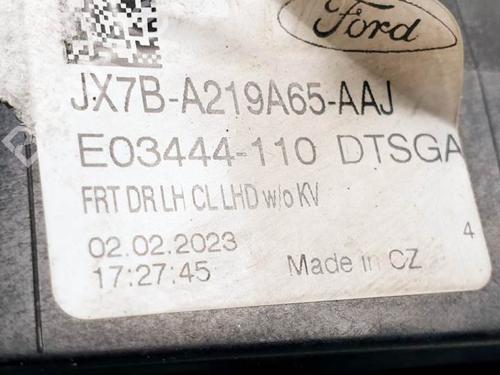 Ford
JX7B-A219A65-AAJ
E03444-110 DTSGA
FRT DR LH CL LHD w/o KV
02.02.2023
4
17:27:45 Made in CZ